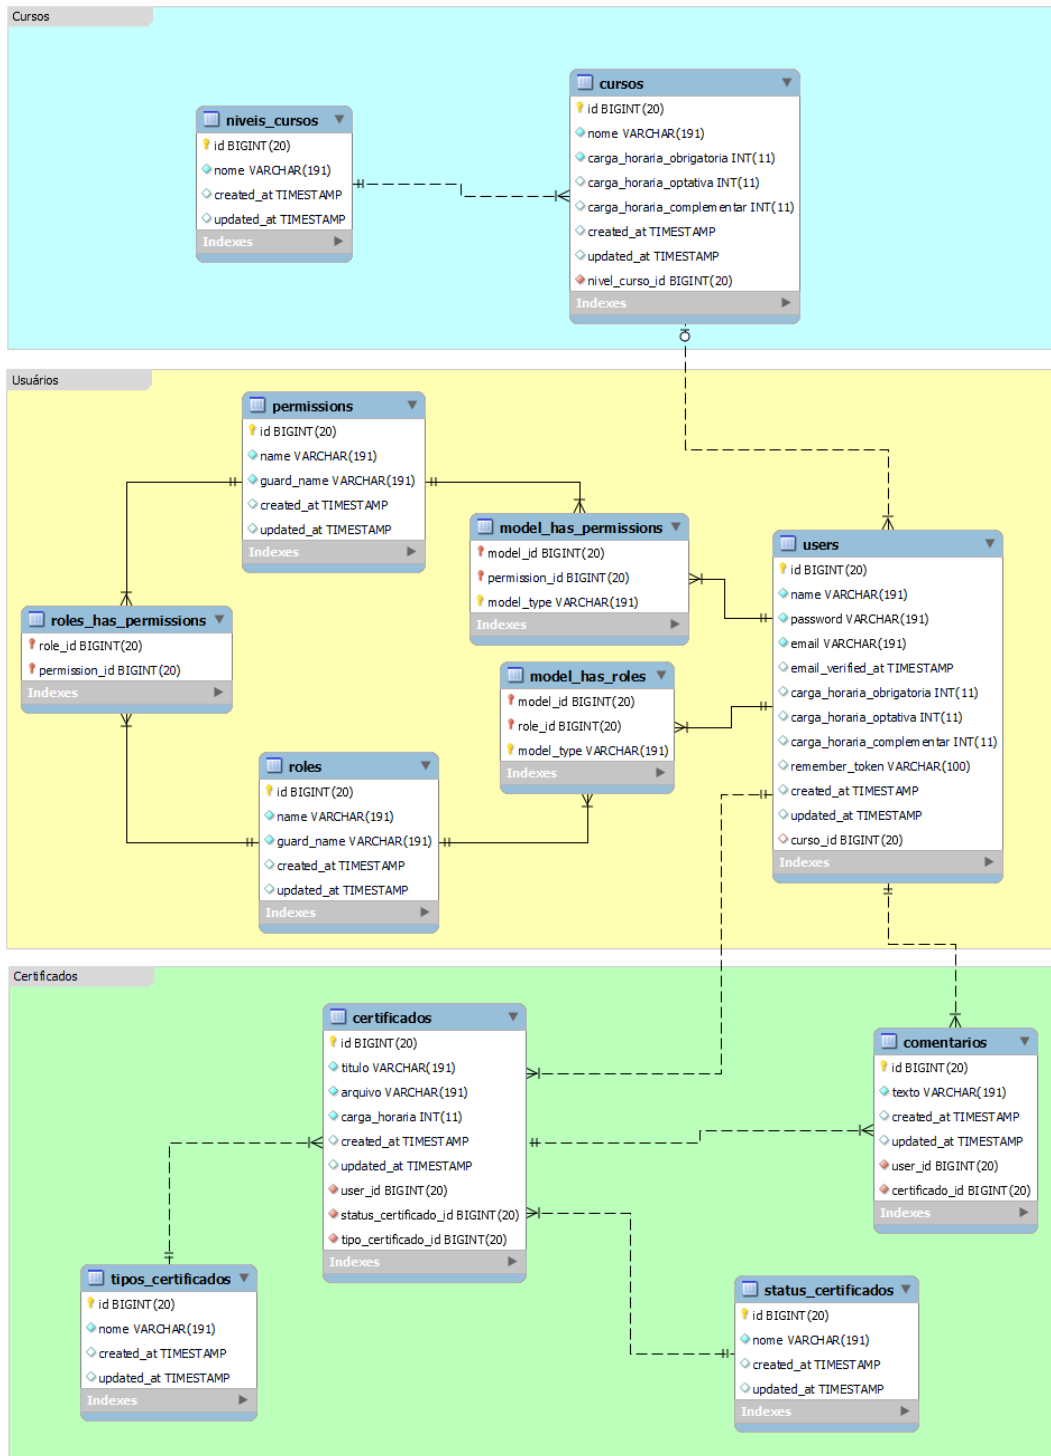 Cursos
niveis_cursos
id BIGINT(20)
nome VARCHAR(191)
created_at TIMESTAMP
updated_at TIMESTAMP
Indexes
cursos
id BIGINT(20)
nome VARCHAR(191)
carga_horaria_obrigatoria INT(11)
carga_horaria_optativa INT(11)
carga_horaria_complementar INT(11)
created_at TIMESTAMP
updated_at TIMESTAMP
nivel_curso_id BIGINT(20)
Indexes
Usuários
permissions
id BIGINT(20)
name VARCHAR(191)
guard_name VARCHAR(191)
created_at TIMESTAMP
updated_at TIMESTAMP
Indexes
model_has_permissions
model_id BIGINT(20)
permission_id BIGINT(20)
model_type VARCHAR(191)
Indexes
users
id BIGINT(20)
name VARCHAR(191)
password VARCHAR(191)
email VARCHAR(191)
email_verified_at TIMESTAMP
carga_horaria_obrigatoria INT(11)
carga_horaria_optativa INT(11)
carga_horaria_complementar INT(11)
remember_token VARCHAR(100)
created_at TIMESTAMP
updated_at TIMESTAMP
curso_id BIGINT(20)
Indexes
roles_has_permissions
role_id BIGINT(20)
permission_id BIGINT(20)
Indexes
model_has_roles
model_id BIGINT(20)
role_id BIGINT(20)
model_type VARCHAR(191)
Indexes
roles
id BIGINT(20)
name VARCHAR(191)
guard_name VARCHAR(191)
created_at TIMESTAMP
updated_at TIMESTAMP
Indexes
Certificados
certificados
id BIGINT(20)
titulo VARCHAR(191)
arquivo VARCHAR(191)
carga_horaria INT(11)
created_at TIMESTAMP
updated_at TIMESTAMP
user_id BIGINT(20)
status_certificado_id BIGINT(20)
tipo_certificado_id BIGINT(20)
Indexes
comentarios
id BIGINT(20)
texto VARCHAR(191)
created_at TIMESTAMP
updated_at TIMESTAMP
user_id BIGINT(20)
certificado_id BIGINT(20)
Indexes
tipos_certificados
id BIGINT(20)
nome VARCHAR(191)
created_at TIMESTAMP
updated_at TIMESTAMP
Indexes
status_certificados
id BIGINT(20)
nome VARCHAR(191)
created_at TIMESTAMP
updated_at TIMESTAMP
Indexes